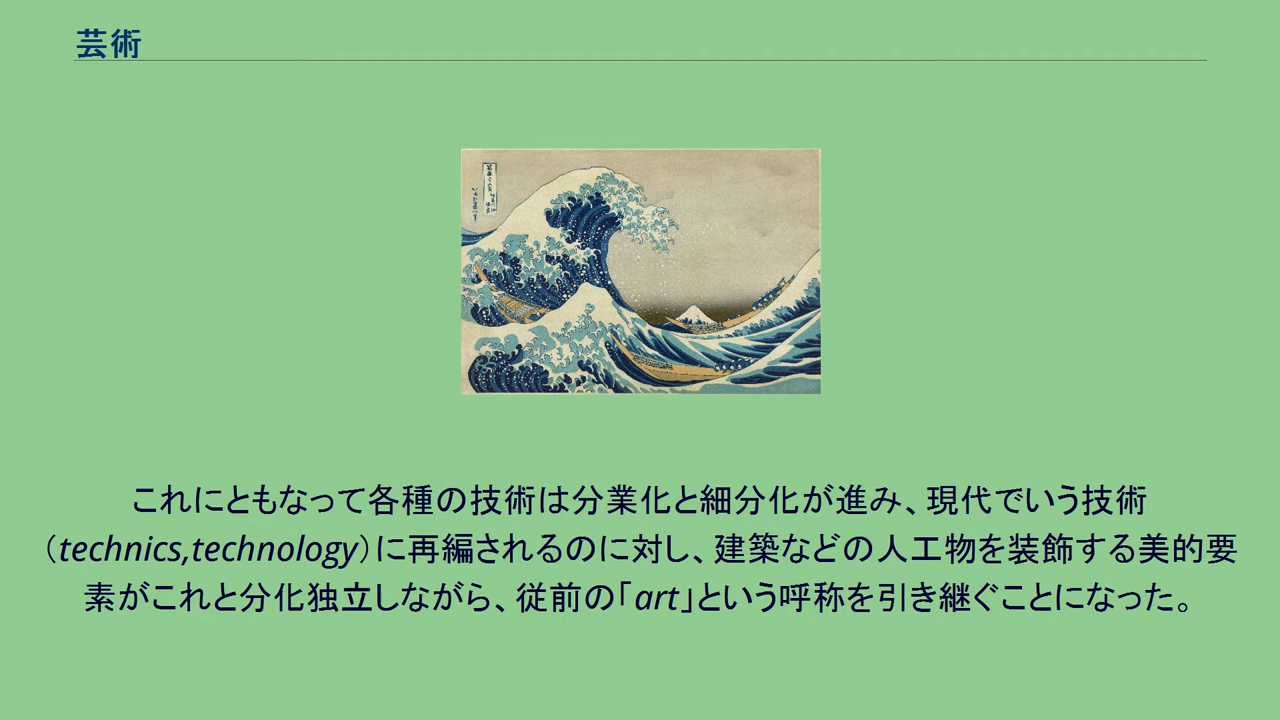 芸術
これにともなって各種の技術は分業化と細分化が進み、現代でいう技術
（technics,technology）に再編されるのに対し、建築などの人工物を装飾する美的要
素がこれと分化独立しながら、従前の「art」という呼称を引き継ぐことになった。